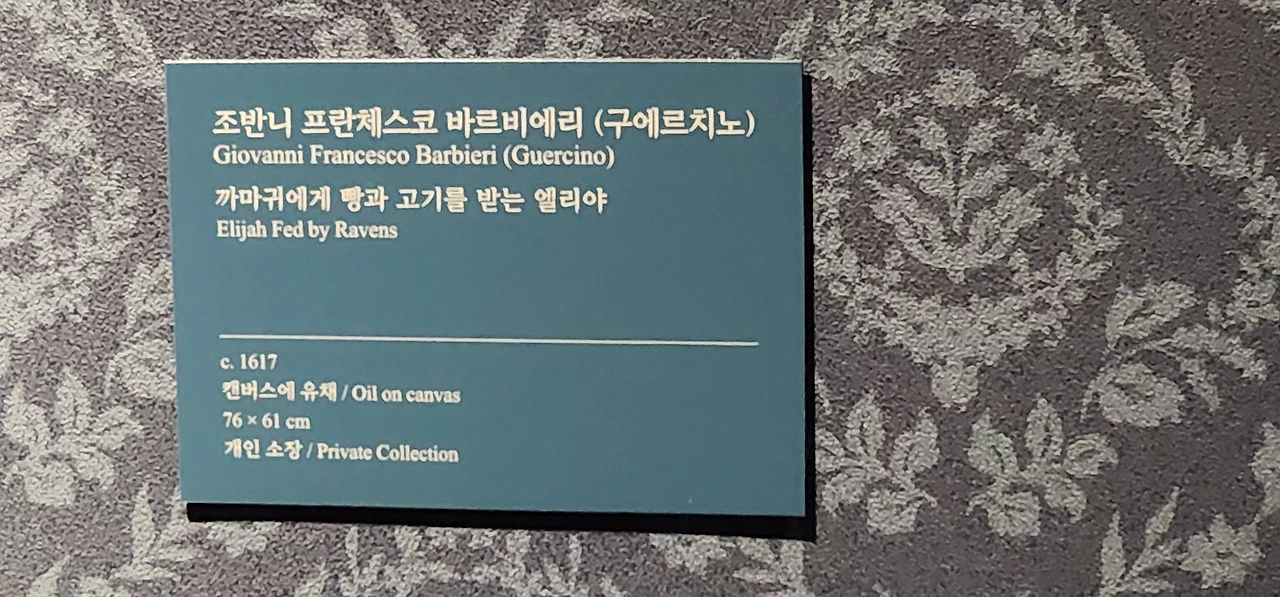 조반니 프란체스코 바르비에리 (구에르치노)
Giovanni Francesco Barbieri (Guercino)
까마귀에게 빵과 고기를 받는 엘리야
Elijah Fed by Ravens
c. 1617
캔버스에 유채 / Oil on canvas
76 × 61 cm
개인 소장 / Private Collection